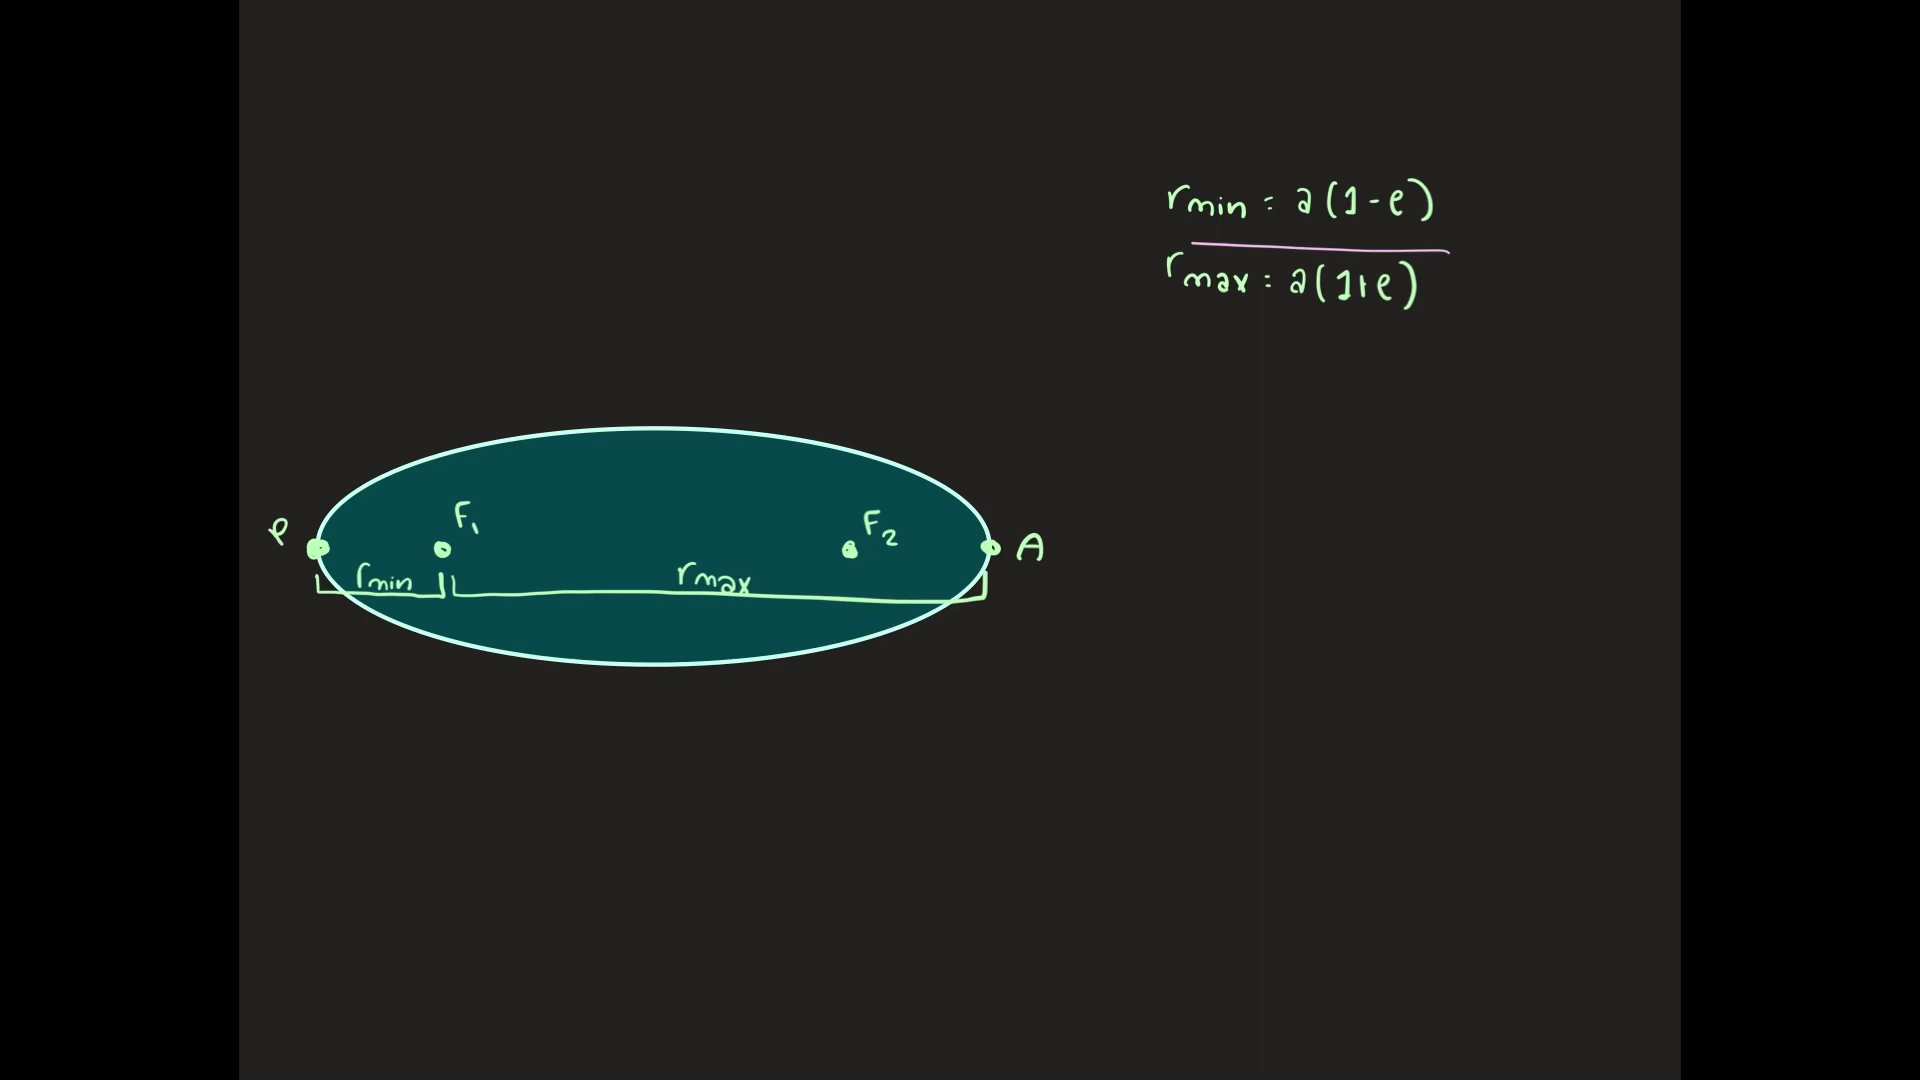 rmin = a(1-e)
rmax = a(1+e)
F1
F2
P
A
rmin
rmax